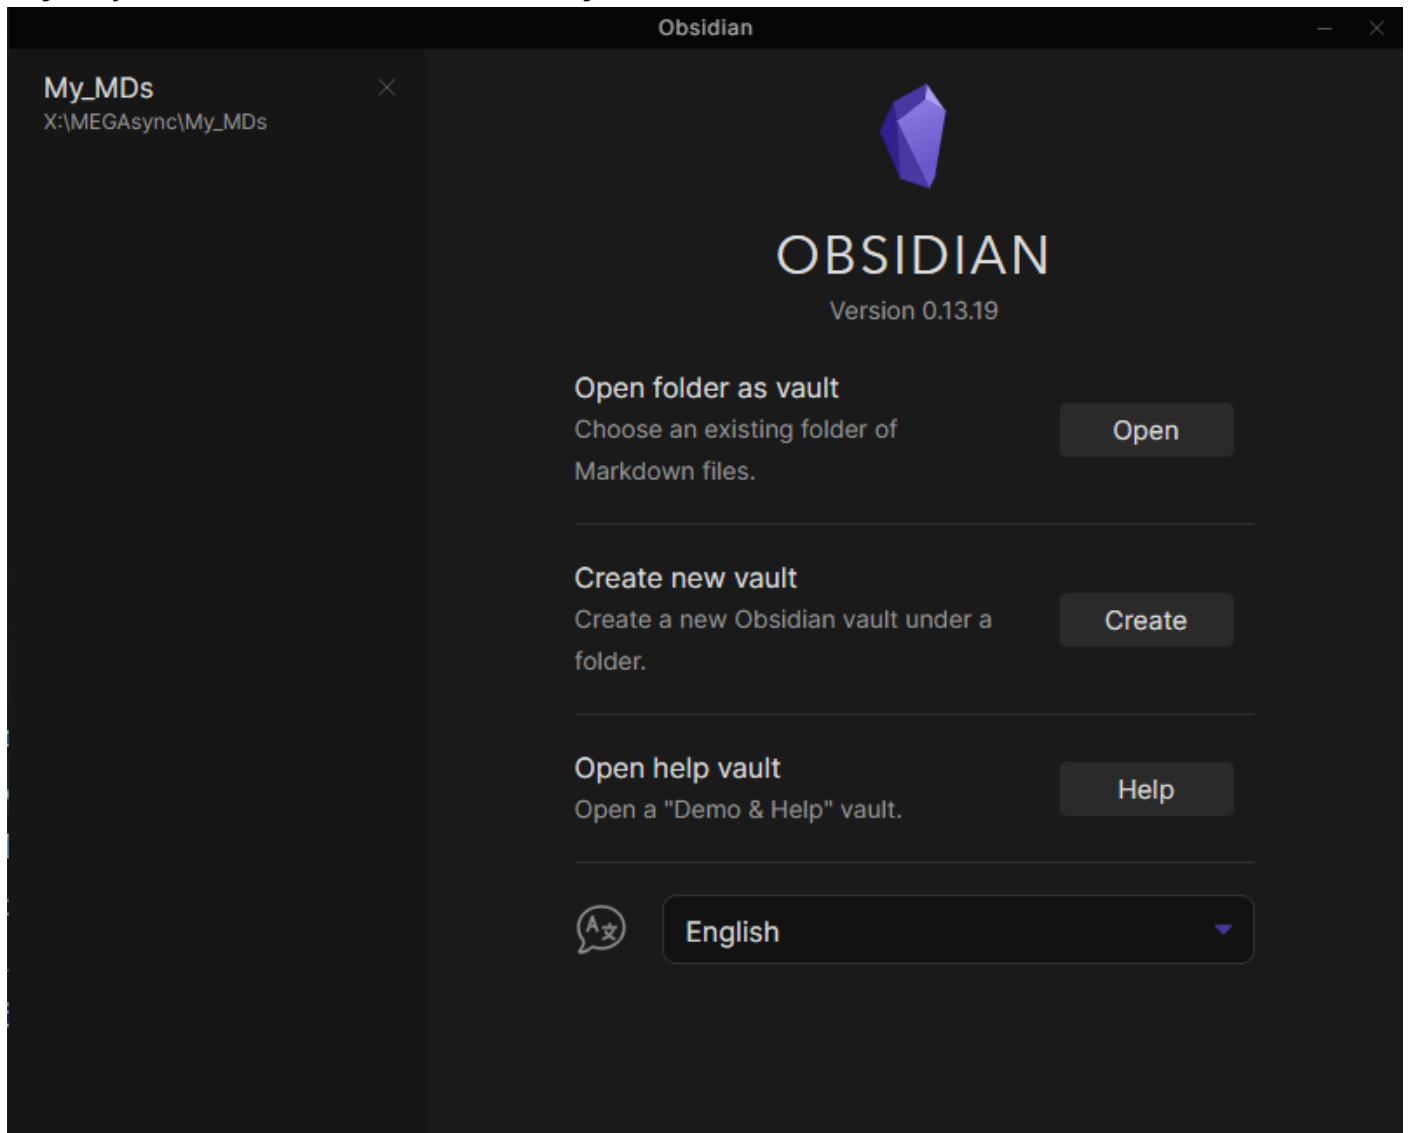 Obsidian
My_MDs
X:\MEGAsync\My_MDs
OBSIDIAN
Version 0.13.19
Open folder as vault
Choose an existing folder of
Markdown files.
Open
Create new vault
Create a new Obsidian vault under a
folder.
Create
Open help vault
Open a "Demo & Help" vault.
Help
A文
English